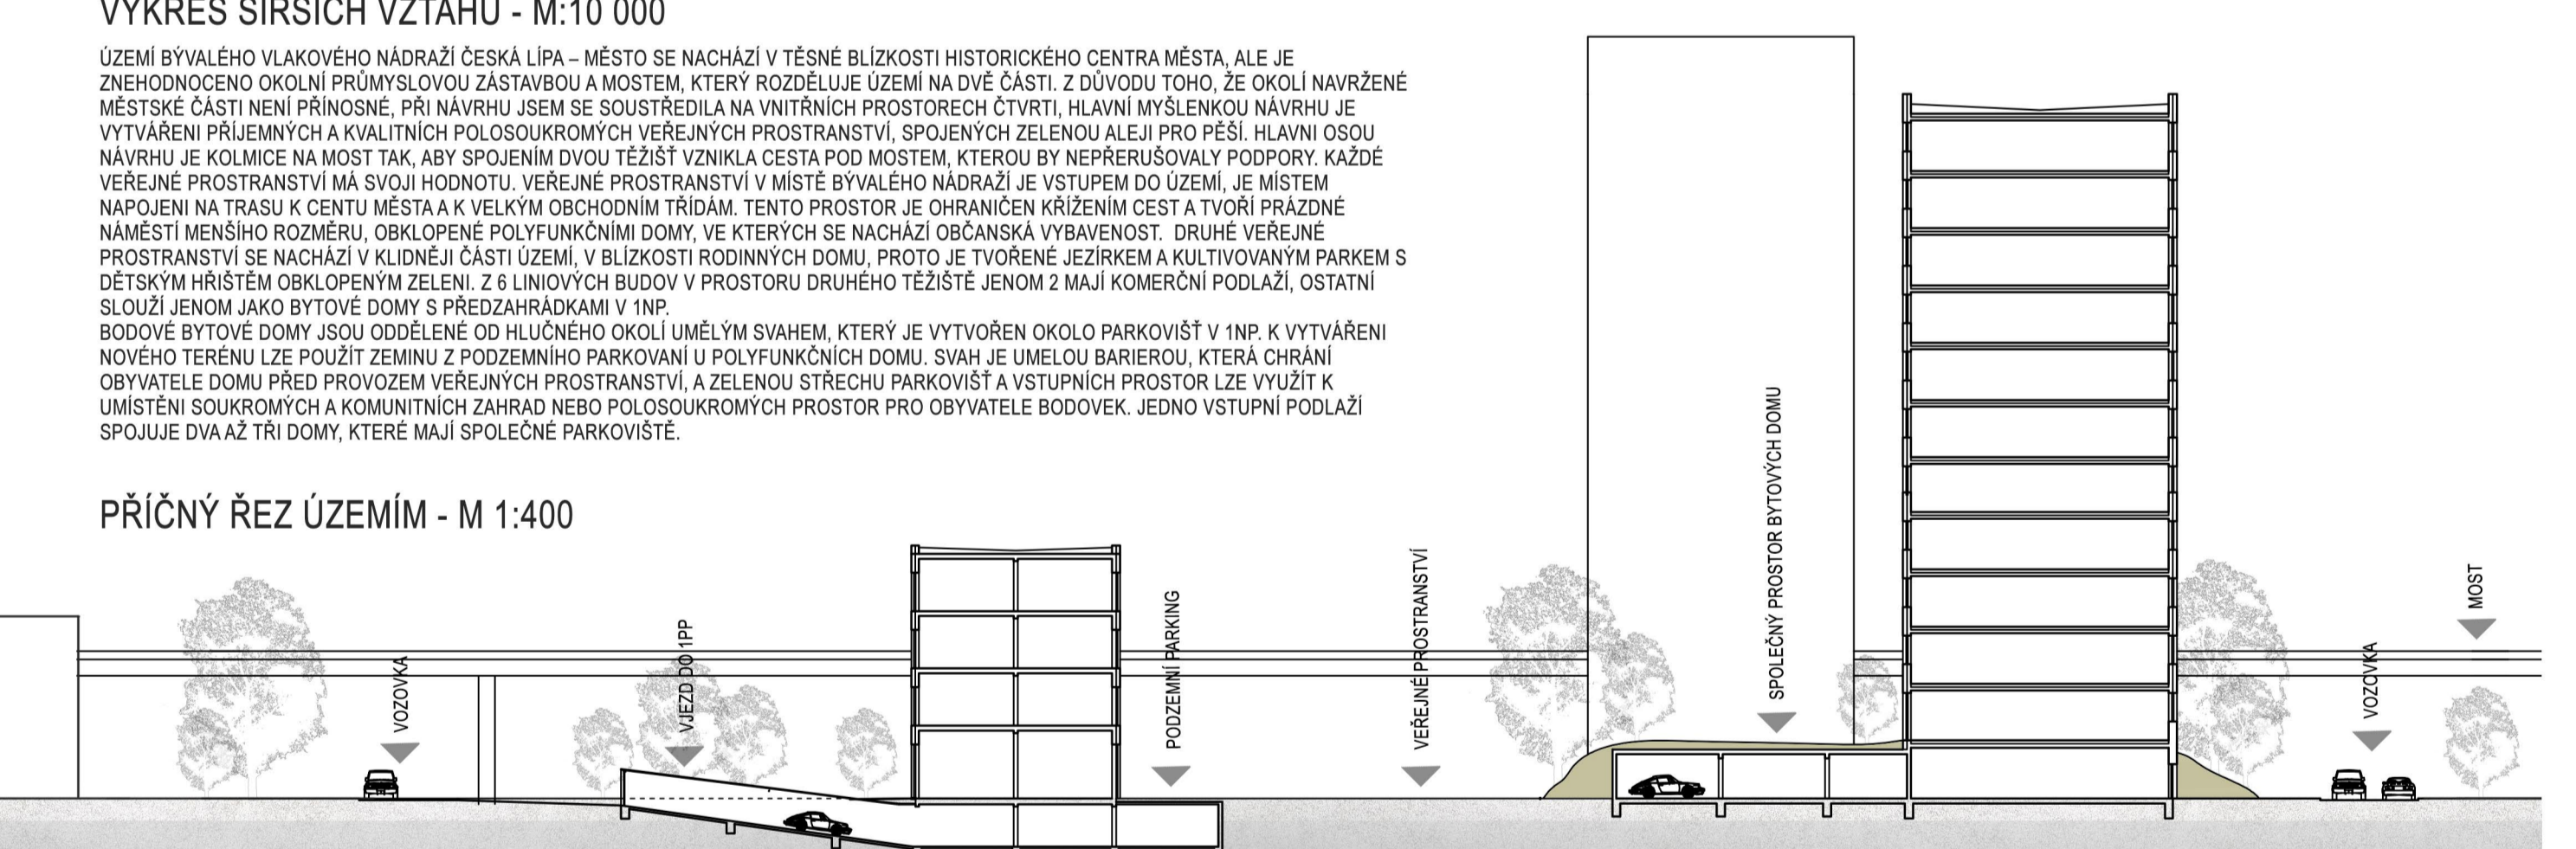 VÝKRES ŠIRŠÍCH VZTAHŮ - M:10 000
ÚZEMÍ BÝVALÉHO VLAKOVÉHO NÁDRAŽÍ ČESKÁ LÍPA – MĚSTO SE NACHÁZÍ V TĚSNÉ BLÍZKOSTI HISTORICKÉHO CENTRA MĚSTA, ALE JE
ZNEHODNOCENO OKOLNÍ PRŮMYSLOVOU ZÁSTAVBOU A MOSTEM, KTERÝ ROZDĚLUJE ÚZEMÍ NA DVĚ ČÁSTI. Z DŮVODU TOHO, ŽE OKOLÍ NAVRŽENÉ
MĚSTSKÉ ČÁSTI NENÍ PŘÍNOSNÉ, PŘI NÁVRHU JSEM SE SOUSTŘEDILA NA VNITŘNÍCH PROSTORECH ČTVRTI, HLAVNÍ MYŠLENKOU NÁVRHU JE
VYTVÁŘENI PŘÍJEMNÝCH A KVALITNÍCH POLOSOUKROMÝCH VEŘEJNÝCH PROSTRANSTVÍ, SPOJENÝCH ZELENOU ALEJI PRO PĚŠÍ. HLAVNI OSOU
NÁVRHU JE KOLMICE NA MOST TAK, ABY SPOJENÍM DVOU TĚŽIŠŤ VZNIKLA CESTA POD MOSTEM, KTEROU BY NEPŘERUŠOVALY PODPORY. KAŽDÉ
VEŘEJNÉ PROSTRANSTVÍ MÁ SVOJI HODNOTU. VEŘEJNÉ PROSTRANSTVÍ V MÍSTĚ BÝVALÉHO NÁDRAŽÍ JE VSTUPEM DO ÚZEMÍ, JE MÍSTEM
NAPOJENI NA TRASU K CENTU MĚSTA A K VELKÝM OBCHODNÍM TŘÍDÁM. TENTO PROSTOR JE OHRANIČEN KŘÍŽENÍM CEST A TVOŘÍ PRÁZDNÉ
NÁMĚSTÍ MENŠÍHO ROZMĚRU, OBKLOPENÉ POLYFUNKČNÍMI DOMY, VE KTERÝCH SE NACHÁZÍ OBČANSKÁ VYBAVENOST. DRUHÉ VEŘEJNÉ
PROSTRANSTVÍ SE NACHÁZÍ V KLIDNĚJI ČÁSTI ÚZEMÍ, V BLÍZKOSTI RODINNÝCH DOMU, PROTO JE TVOŘENÉ JEZÍRKEM A KULTIVOVANÝM PARKEM S
DĚTSKÝM HŘIŠTĚM OBKLOPENÝM ZELENI. Z 6 LINIOVÝCH BUDOV V PROSTORU DRUHÉHO TĚŽIŠTĚ JENOM 2 MAJÍ KOMERČNÍ PODLAŽÍ, OSTATNÍ
SLOUŽÍ JENOM JAKO BYTOVÉ DOMY S PŘEDZAHRÁDKAMI V 1NP.
BODOVÉ BYTOVÉ DOMY JSOU ODDĚLENÉ OD HLUČNÉHO OKOLÍ UMĚLÝM SVAHEM, KTERÝ JE VYTVOŘEN OKOLO PARKOVIŠŤ V 1NP. K VYTVÁŘENI
NOVÉHO TERÉNU LZE POUŽÍT ZEMINU Z PODZEMNÍHO PARKOVANÍ U POLYFUNKČNÍCH DOMU. SVAH JE UMELOU BARIEROU, KTERÁ CHRÁNÍ
OBYVATELE DOMU PŘED PROVOZEM VEŘEJNÝCH PROSTRANSTVÍ, A ZELENOU STŘECHU PARKOVIŠŤ A VSTUPNÍCH PROSTOR LZE VYUŽÍT K
UMÍSTĚNI SOUKROMÝCH A KOMUNITNÍCH ZAHRAD NEBO POLOSOUKROMÝCH PROSTOR PRO OBYVATELE BODOVEK. JEDNO VSTUPNÍ PODLAŽÍ
SPOJUJE DVA AŽ TŘI DOMY, KTERÉ MAJÍ SPOLEČNÉ PARKOVIŠTĚ.
PŘÍČNÝ ŘEZ ÚZEMÍM - M 1:400
VOZOVKA
VJEZD DO 1PP
PODZEMNÍ PARKING
VEŘEJNÉ PROSTRANSTVÍ
SPOLEČNÝ PROSTOR BYTOVÝCH DOMU
VOZOVKA
MOST